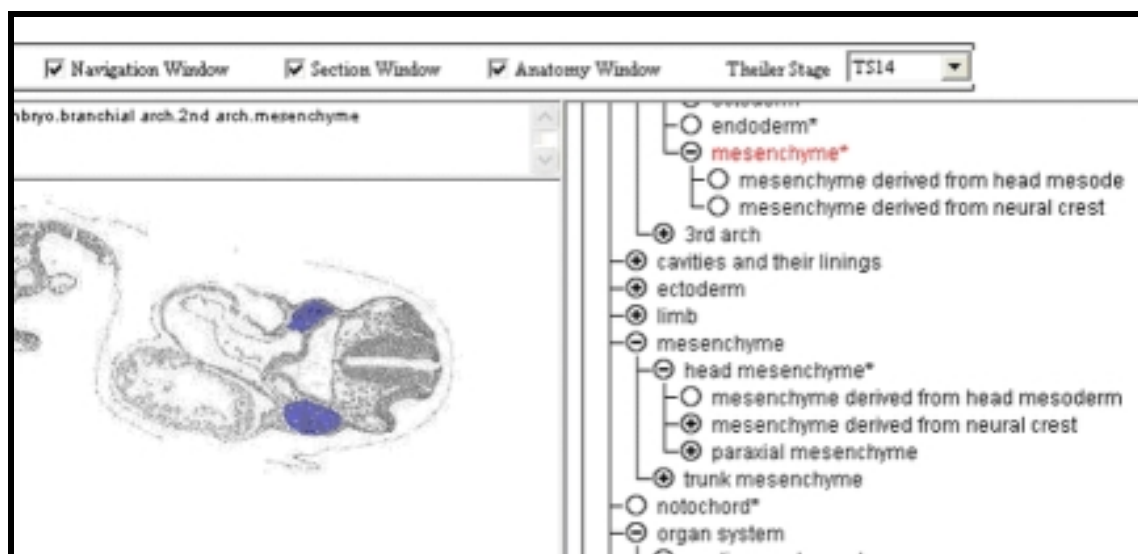 Navigation Window Section Window Anatomy Window Theiler Stage TS14
mbryo.branchial arch.2nd arch.mesenchyme
endoderm*
mesenchyme*
mesenchyme derived from head mesode
mesenchyme derived from neural crest
3rd arch
cavities and their linings
ectoderm
limb
mesenchyme
head mesenchyme*
mesenchyme derived from head mesoderm
mesenchyme derived from neural crest
paraxial mesenchyme
trunk mesenchyme
notochord*
organ system